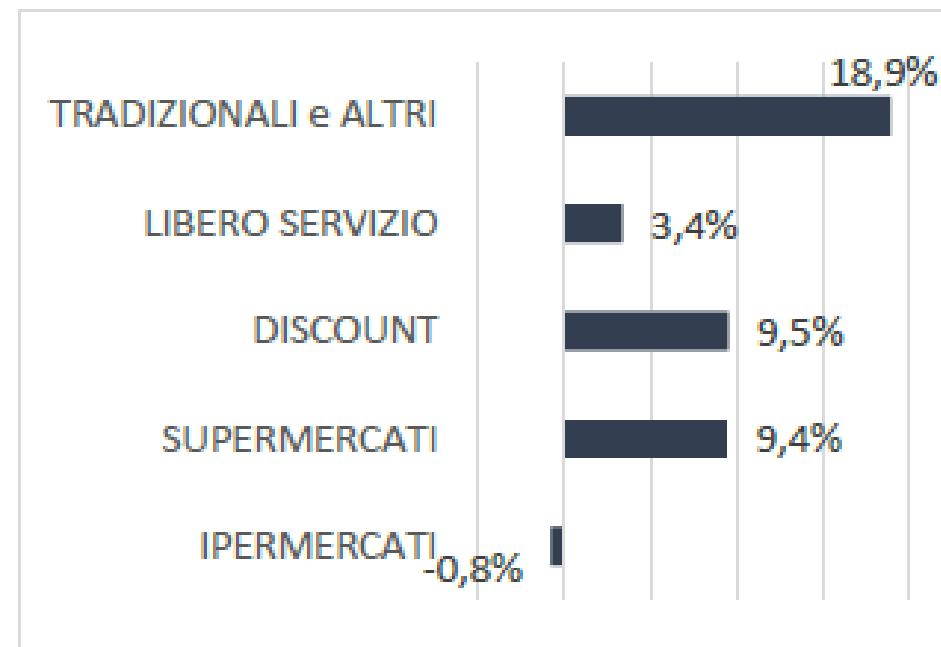 18,9%
TRADIZIONALI e ALTRI
LIBERO SERVIZIO 3,4%
DISCOUNT 9,5%
SUPERMERCATI 9,4%
IPERMERCATI
-0,8%